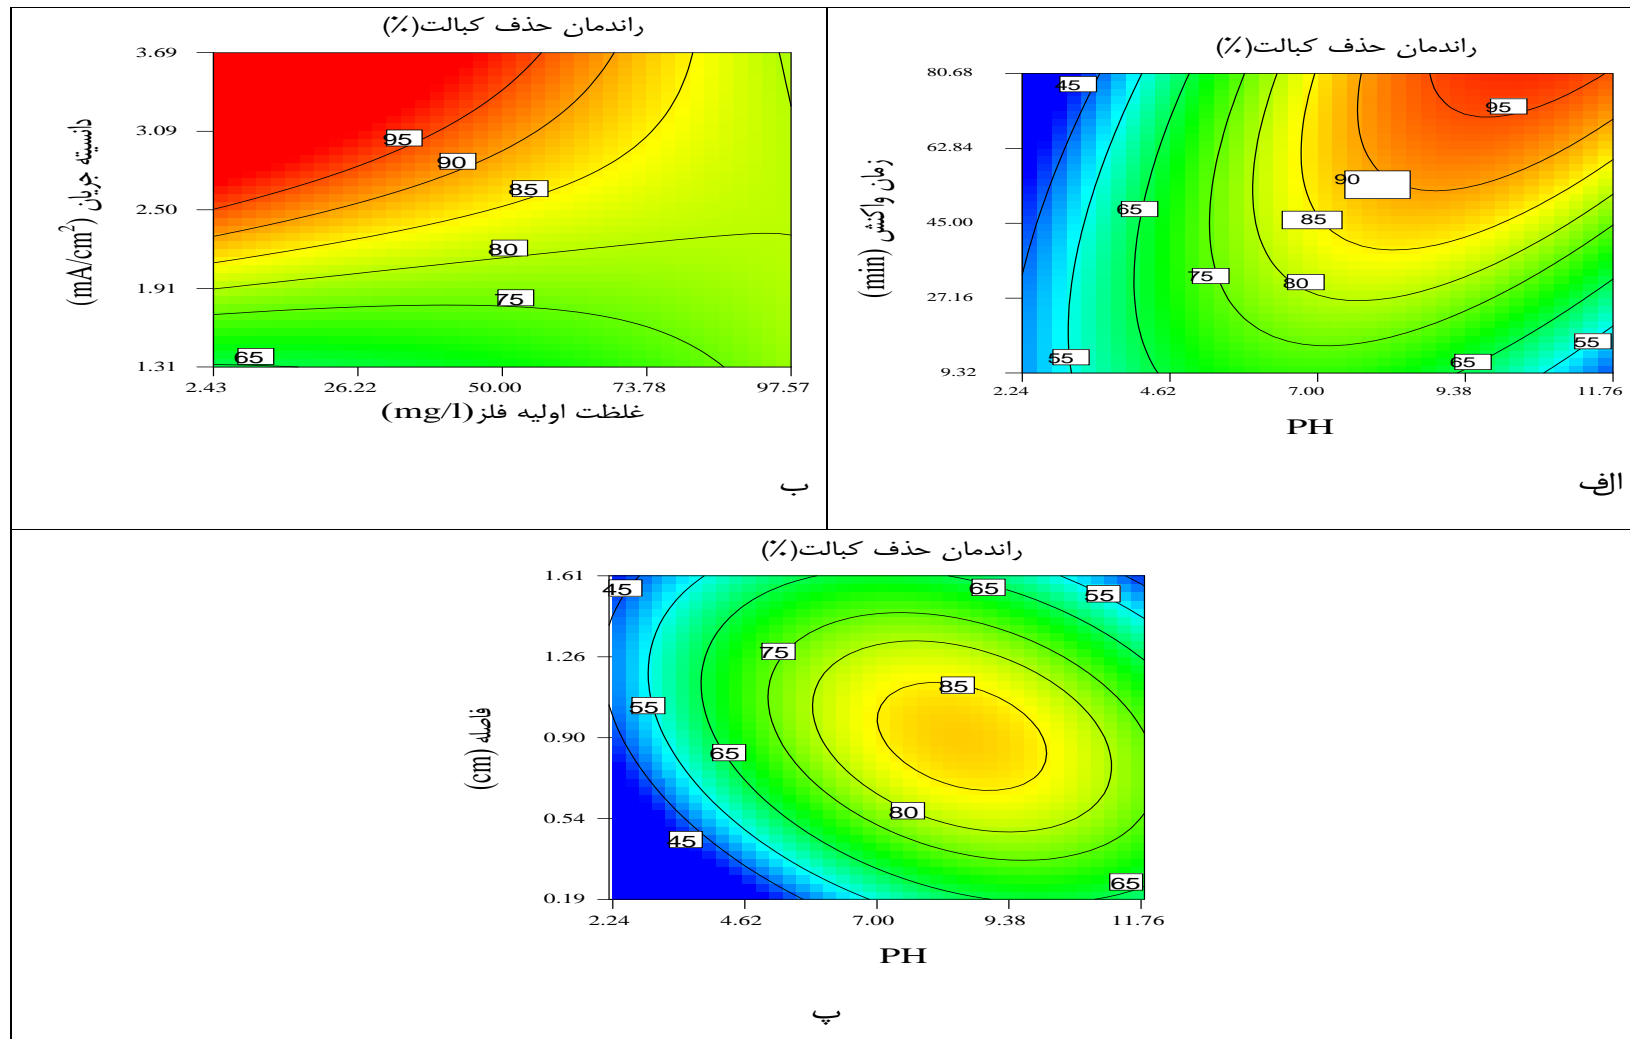 راندمان حذف کبالت(٪)
3.69
3.09
2.50
1.91
1.31
دانسیته جریان (mA/cm²)
95
90
85
80
75
65
2.43 26.22 50.00 73.78 97.57
غلظت اولیه فلز(mg/l)
ب
راندمان حذف کبالت(٪)
80.68
62.84
45.00
27.16
9.32
زمان واکنش (min)
45
95
90
65
85
75
80
55
65
55
2.24 4.62 7.00 9.38 11.76
PH
الف
راندمان حذف کبالت(٪)
1.61
1.26
0.90
0.54
0.19
فاصله (cm)
45
65
55
75
85
55
65
80
45
65
2.24 4.62 7.00 9.38 11.76
PH
پ